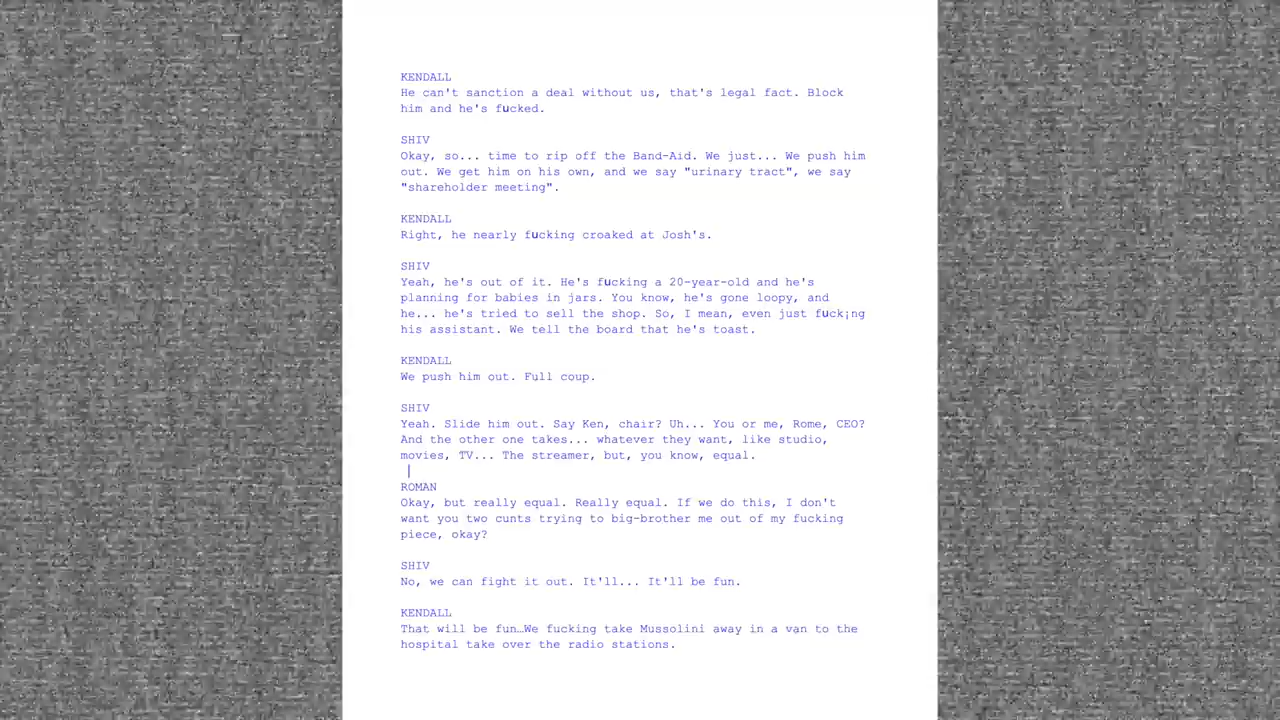 KENDALL
He can't sanction a deal without us, that's legal fact. Block
him and he's fucked.
SHIV
Okay, so... time to rip off the Band-Aid. We just... We push him
out. We get him on his own, and we say "urinary tract", we say
"shareholder meeting".
KENDALL
Right, he nearly fucking croaked at Josh's.
SHIV
Yeah, he's out of it. He's fucking a 20-year-old and he's
planning for babies in jars. You know, he's gone loopy, and
he... he's tried to sell the shop. So, I mean, even just fuck¡ng
his assistant. We tell the board that he's toast.
KENDALL
We push him out. Full coup.
SHIV
Yeah. Slide him out. Say Ken, chair? Uh... You or me, Rome, CEO?
And the other one takes... whatever they want, like studio,
movies, TV... The streamer, but, you know, equal.
ROMAN
Okay, but really equal. Really equal. If we do this, I don't
want you two cunts trying to big-brother me out of my fucking
piece, okay?
SHIV
No, we can fight it out. It'll... It'll be fun.
KENDALL
That will be fun…We fucking take Mussolini away in a van to the
hospital take over the radio stations.